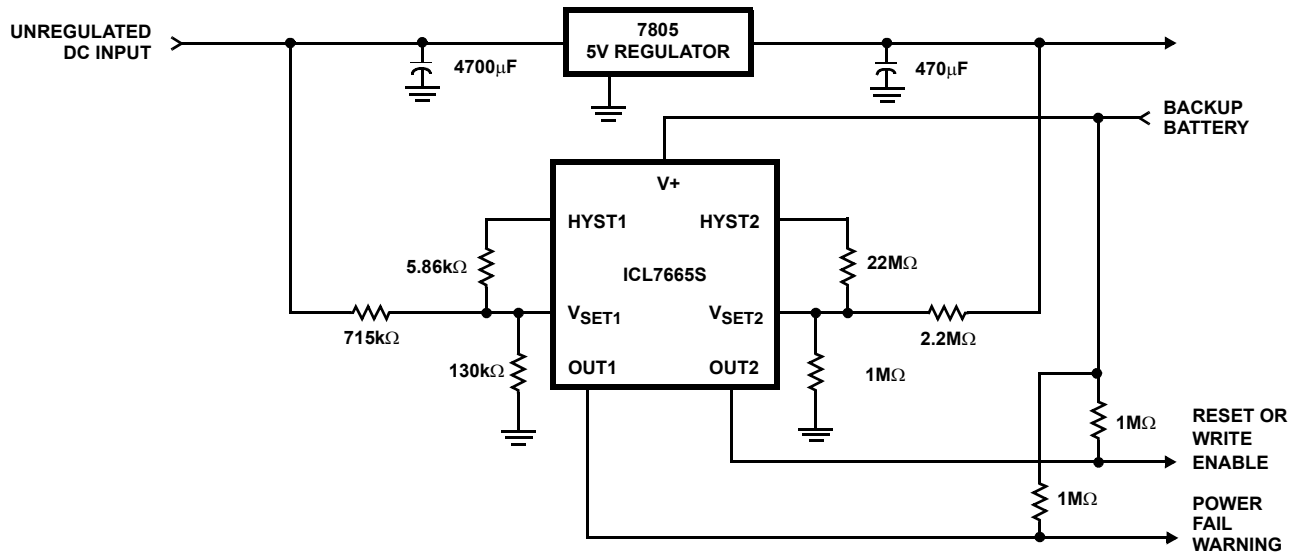 UNREGULATED
DC INPUT
7805
5V REGULATOR
4700μF
470μF
BACKUP
BATTERY
V+
HYST1
HYST2
5.86kΩ
ICL7665S
22MΩ
VSET1
VSET2
715kΩ
2.2MΩ
130kΩ
OUT1
OUT2
1MΩ
1MΩ
RESET OR
WRITE
ENABLE
1MΩ
POWER
FAIL
WARNING